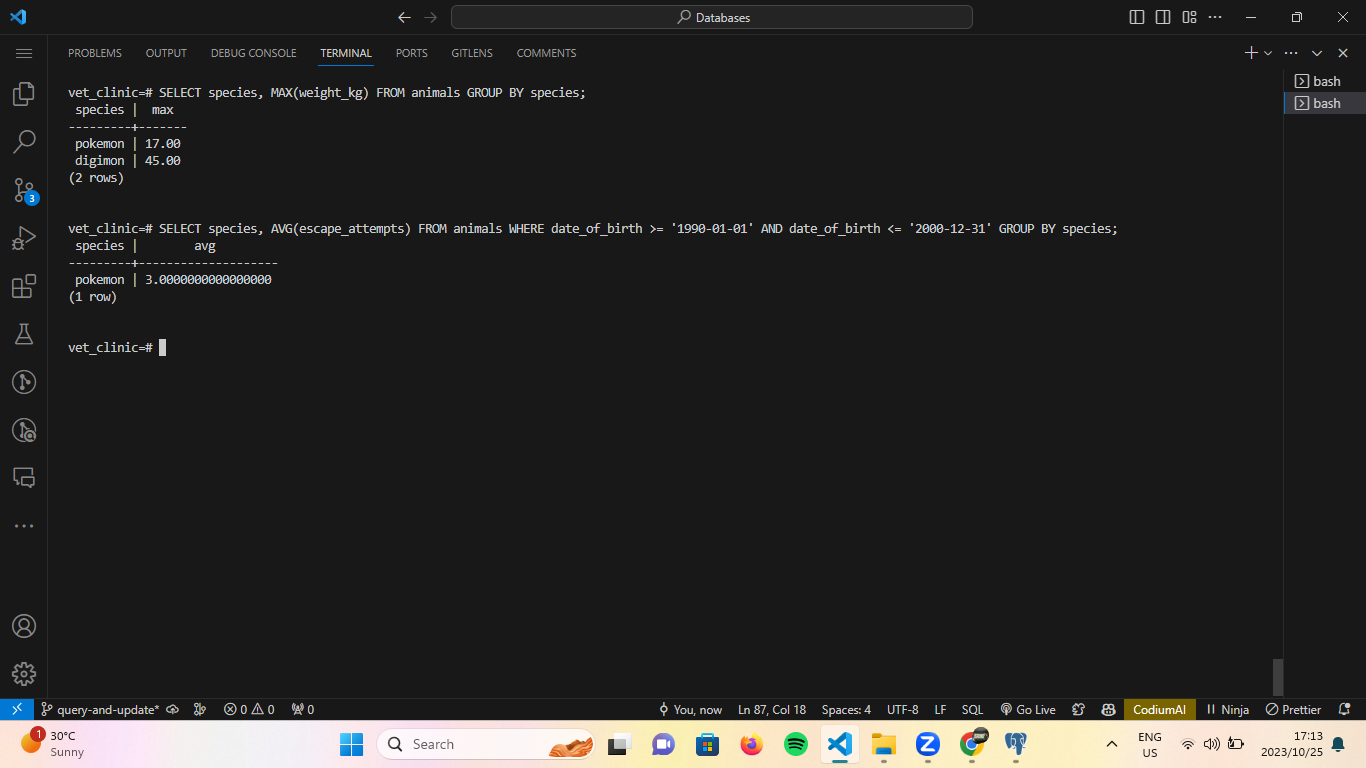 Databases
PROBLEMS OUTPUT DEBUG CONSOLE TERMINAL PORTS GITLENS COMMENTS
bash
bash
vet_clinic=# SELECT species, MAX(weight_kg) FROM animals GROUP BY species;
 species |  max
---------+-------
 pokemon | 17.00
 digimon | 45.00
(2 rows)
vet_clinic=# SELECT species, AVG(escape_attempts) FROM animals WHERE date_of_birth >= '1990-01-01' AND date_of_birth <= '2000-12-31' GROUP BY species;
 species |        avg
---------+--------------------
 pokemon | 3.0000000000000000
(1 row)
vet_clinic=#
3
query-and-update* 0 0 0 You, now Ln 87, Col 18 Spaces: 4 UTF-8 LF SQL Go Live CodiumAI Ninja Prettier
1 30°C
Sunny
Search
ENG
US
17:13
2023/10/25